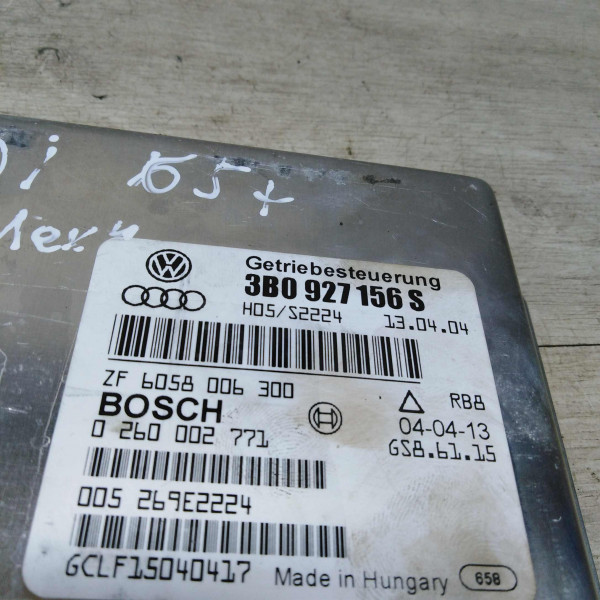 65+
Getriebesteuerung
3B0 927 156 S
H05/S2224 13.04.04
ZF 6058 006 300
RB8
BOSCH
04-04-13
0 260 002 771
GS8.61.15
005 269E2224
GCLF15040417
Made in Hungary 658